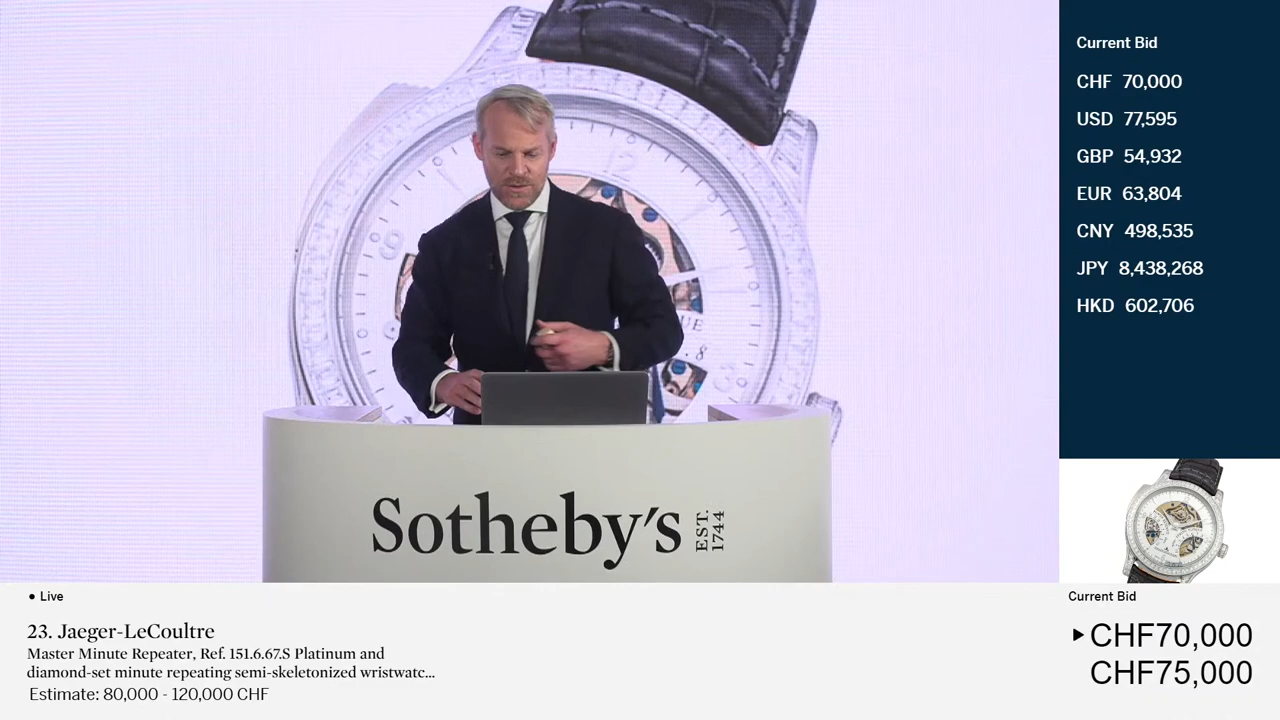 Current Bid
CHF 70,000
USD 77,595
GBP 54,932
EUR 63,804
CNY 498,535
JPY 8,438,268
HKD 602,706
Sotheby's
EST.
1744
• Live
23. Jaeger-LeCoultre
Master Minute Repeater, Ref. 151.6.67.S Platinum and
diamond-set minute repeating semi-skeletonized wristwatc...
Estimate: 80,000 - 120,000 CHF
Current Bid
CHF70,000
CHF75,000